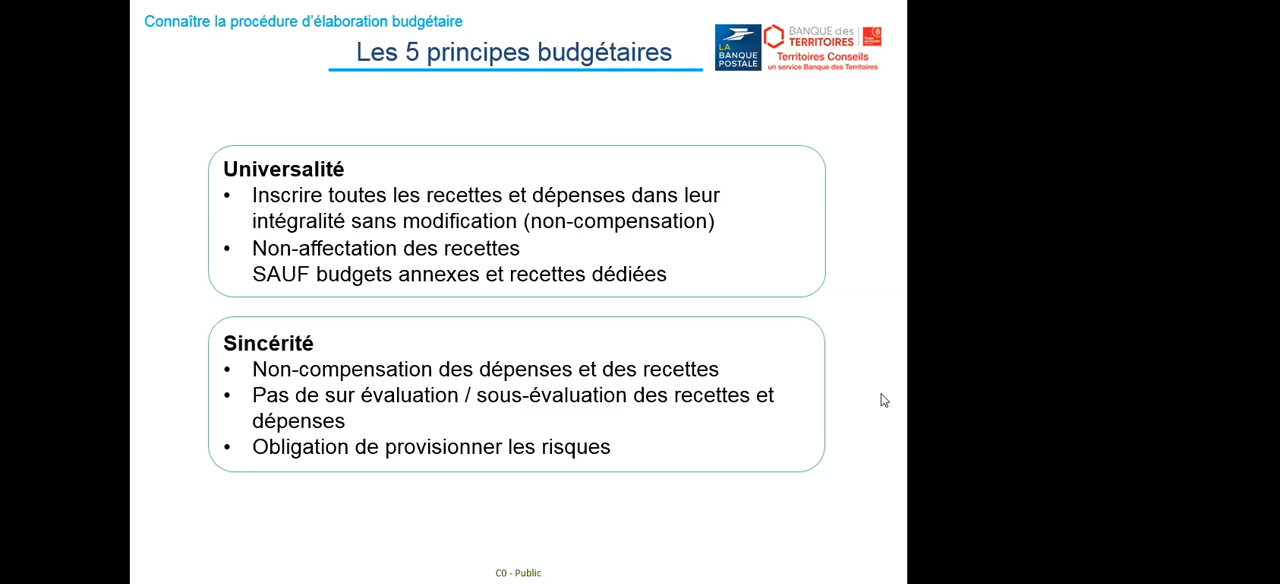 Connaître la procédure d'élaboration budgétaire
Les 5 principes budgétaires
LA
BANQUE
POSTALE
BANQUE des
TERRITOIRES
Territoires Conseils
un service Banque des Territoires
Universalité
• Inscrire toutes les recettes et dépenses dans leur
intégralité sans modification (non-compensation)
• Non-affectation des recettes
SAUF budgets annexes et recettes dédiées
Sincérité
• Non-compensation des dépenses et des recettes
• Pas de sur évaluation / sous-évaluation des recettes et
dépenses
• Obligation de provisionner les risques
C0 - Public